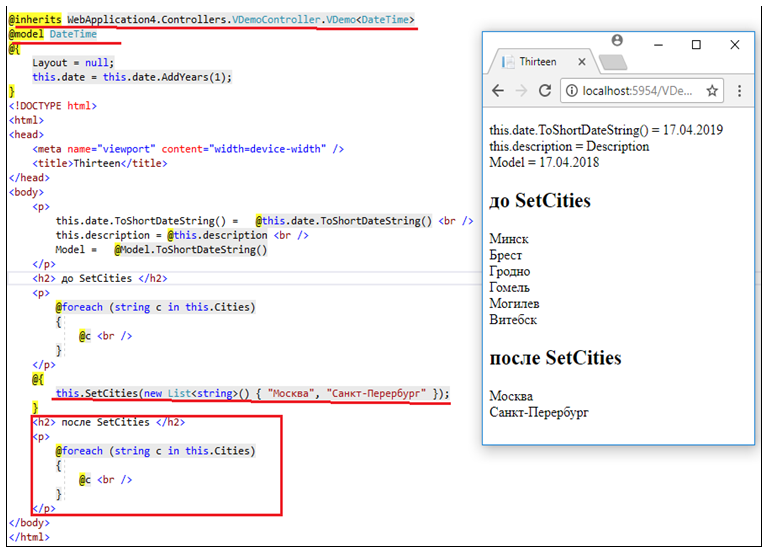 @inherits WebApplication4.Controllers.VDemoController.VDemo<DateTime>
@model DateTime
@{
    Layout = null;
    this.date = this.date.AddYears(1);
}
<!DOCTYPE html>
<html>
<head>
    <meta name="viewport" content="width=device-width" />
    <title>Thirteen</title>
</head>
<body>
    <p>
        this.date.ToShortDateString() =   @this.date.ToShortDateString() <br />
        this.description = @this.description <br />
        Model =   @Model.ToShortDateString()
    </p>
    <h2> до SetCities </h2>
    <p>
        @foreach (string c in this.Cities)
        {
            @c <br />
        }
    </p>
    @{
        this.SetCities(new List<string>() { "Москва", "Санкт-Перербург" });
    }
    <h2> после SetCities </h2>
    <p>
        @foreach (string c in this.Cities)
        {
            @c <br />
        }
    </p>
</body>
</html>
Thirteen
localhost:5954/VDe...
this.date.ToShortDateString() = 17.04.2019
this.description = Description
Model = 17.04.2018
до SetCities
Минск
Брест
Гродно
Гомель
Могилев
Витебск
после SetCities
Москва
Санкт-Перербург